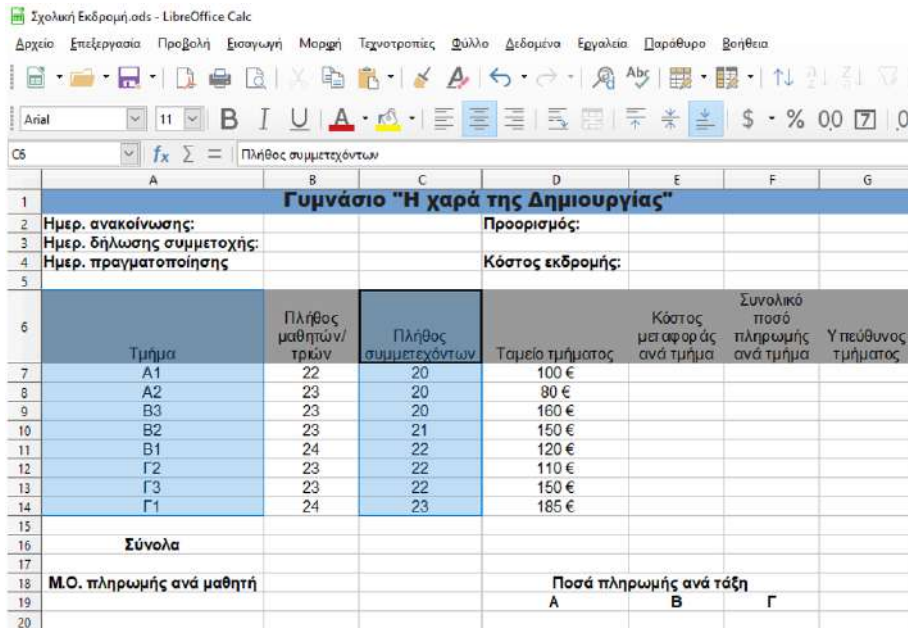 Σχολική Εκδρομή.ods - LibreOffice Calc
Αρχείο Επεξεργασία Προβολή Εισαγωγή Μορφή Τεχνοτροπίες Φύλλο Δεδομένα Εργαλεία Παράθυρο Βοήθεια
Arial 11 B I U A $ % 0,0 7
C6 fx Σ = Πλήθος συμμετεχόντων
A B C D E F G
1 Γυμνάσιο "Η χαρά της Δημιουργίας"
2 Ημερ. ανακοίνωσης: Προορισμός:
3 Ημερ. δήλωσης συμμετοχής:
4 Ημερ. πραγματοποίησης Κόστος εκδρομής:
5
6 Τμήμα Πλήθος μαθητών/ τριών Πλήθος συμμετεχόντων Ταμείο τμήματος Κόστος μεταφοράς ανά τμήμα Συνολικό ποσό πληρωμής ανά τμήμα Υπεύθυνος τμήματος
7 Α1 22 20 100 €
8 Α2 23 20 80 €
9 Β3 23 20 160 €
10 Β2 23 21 150 €
11 Β1 24 22 120 €
12 Γ2 23 22 110 €
13 Γ3 23 22 150 €
14 Γ1 24 23 185 €
15
16 Σύνολα
17
18 Μ.Ο. πληρωμής ανά μαθητή Ποσά πληρωμής ανά τάξη
19 Α Β Γ
20